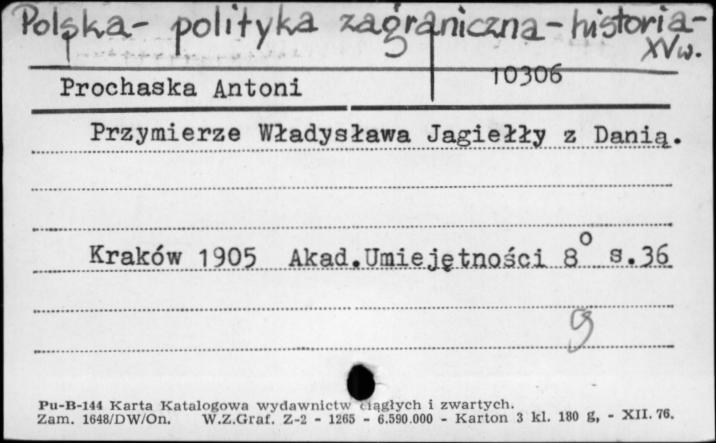 Polska - polityka zagraniczna - historia -
XV w.
10306
Prochaska Antoni
Przymierze Władysława Jagiełły z Danią.
Kraków 1905 Akad.Umiejętności 8° s.36
g
Pu-B-144 Karta Katalogowa wydawnictw ciągłych i zwartych.
Zam. 1648/DW/On. W.Z.Graf. Z-2 - 1265 - 6.590.000 - Karton 3 kl. 180 g, - XII. 76.